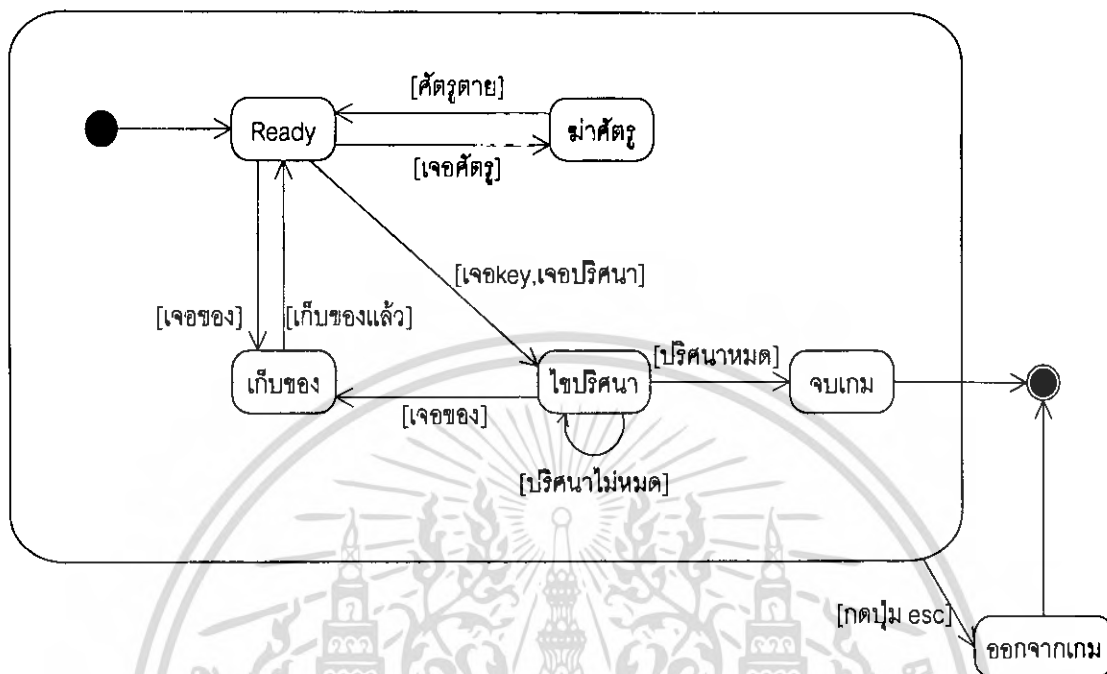 [ศัตรูตาย]
Ready
ฆ่าศัตรู
[เจอศัตรู]
[เจอkey,เจอปริศนา]
[เจอของ]
[เก็บของแล้ว]
[ปริศนาหมด]
เก็บของ
ไขปริศนา
จบเกม
[เจอของ]
[ปริศนาไม่หมด]
[กดปุ่ม esc]
ออกจากเกม